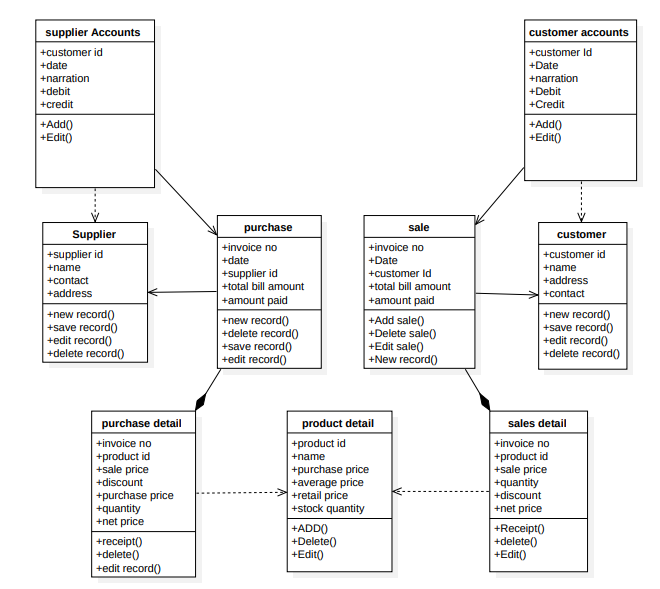 supplier Accounts
+customer id
+date
+narration
+debit
+credit
+Add()
+Edit()
customer accounts
+customer Id
+Date
+narration
+Debit
+Credit
+Add()
+Edit()
Supplier
+supplier id
+name
+contact
+address
+new record()
+save record()
+edit record()
+delete record()
purchase
+invoice no
+date
+supplier id
+total bill amount
+amount paid
+new record()
+delete record()
+save record()
+edit record()
sale
+invoice no
+Date
+customer Id
+total bill amount
+amount paid
+Add sale()
+Delete sale()
+Edit sale()
+New record()
customer
+customer id
+name
+address
+contact
+new record()
+save record()
+edit record()
+delete record()
purchase detail
+invoice no
+product id
+sale price
+discount
+purchase price
+quantity
+net price
+receipt()
+delete()
+edit record()
product detail
+product id
+name
+purchase price
+average price
+retail price
+stock quantity
+ADD()
+Delete()
+Edit()
sales detail
+invoice no
+product id
+sale price
+quantity
+discount
+net price
+Receipt()
+delete()
+Edit()